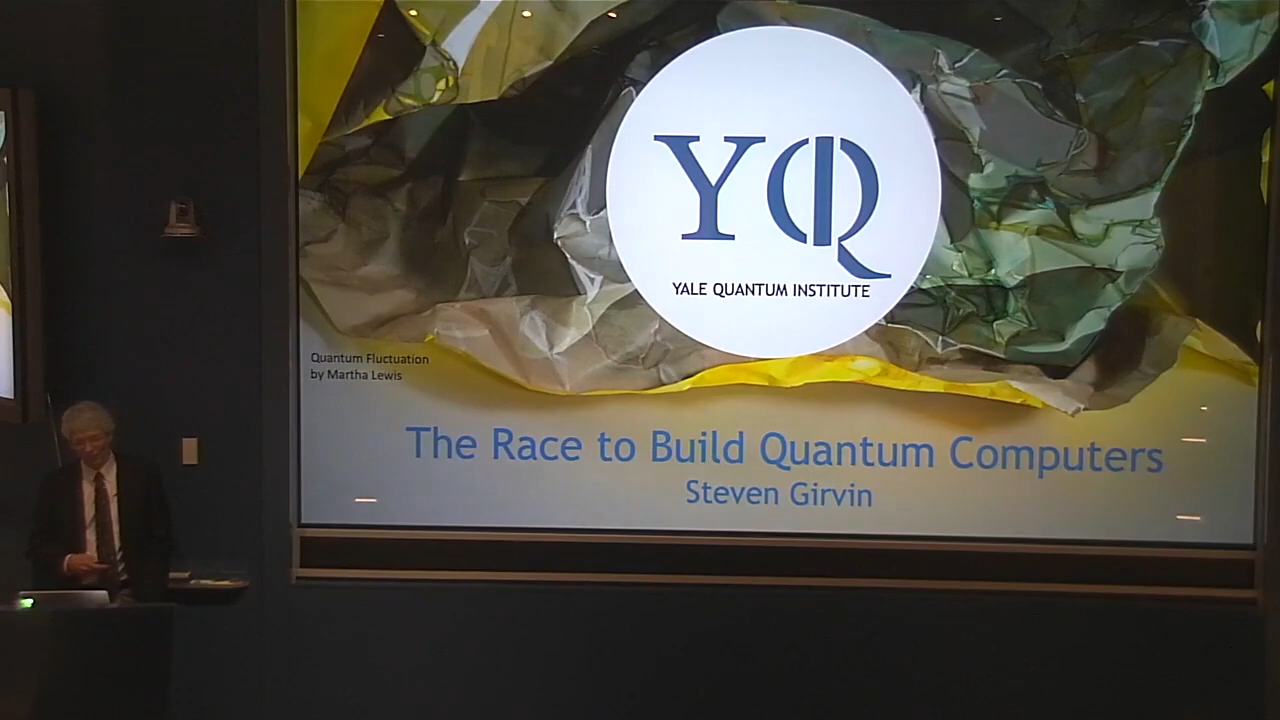 YQ
YALE QUANTUM INSTITUTE
Quantum Fluctuation
by Martha Lewis
The Race to Build Quantum Computers
Steven Girvin